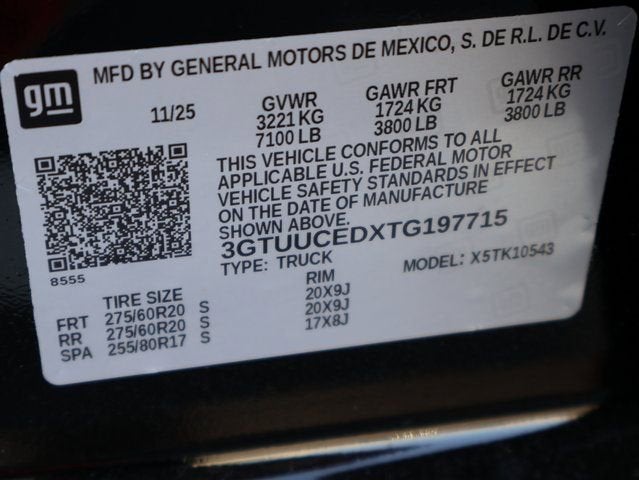 MFD BY GENERAL MOTORS DE MEXICO, S. DE R.L. DE C.V.
gm
11/25
GVWR
3221 KG
7100 LB
GAWR FRT
1724 KG
3800 LB
GAWR RR
1724 KG
3800 LB
THIS VEHICLE CONFORMS TO ALL
APPLICABLE U.S. FEDERAL MOTOR
VEHICLE SAFETY STANDARDS IN EFFECT
ON THE DATE OF MANUFACTURE
SHOWN ABOVE.
3GTUUCEDXTG197715
TYPE: TRUCK
MODEL: X5TK10543
8555
TIRE SIZE RIM
FRT 275/60R20 S 20X9J
RR 275/60R20 S 20X9J
SPA 255/80R17 S 17X8J